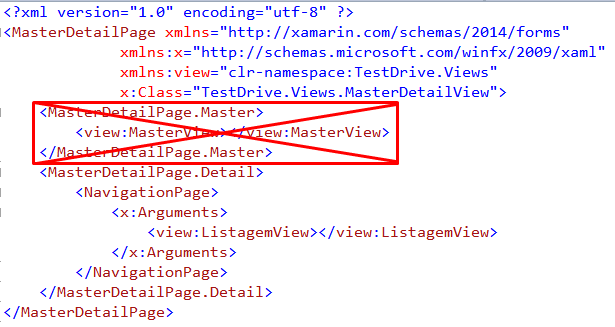 <?xml version="1.0" encoding="utf-8" ?>
<MasterDetailPage xmlns="http://xamarin.com/schemas/2014/forms"
xmlns:x="http://schemas.microsoft.com/winfx/2009/xaml"
xmlns:view="clr-namespace:TestDrive.Views"
x:Class="TestDrive.Views.MasterDetailView">
<MasterDetailPage.Master>
<view:MasterView></view:MasterView>
</MasterDetailPage.Master>
<MasterDetailPage.Detail>
<NavigationPage>
<x:Arguments>
<view:ListagemView></view:ListagemView>
</x:Arguments>
</NavigationPage>
</MasterDetailPage.Detail>
</MasterDetailPage>